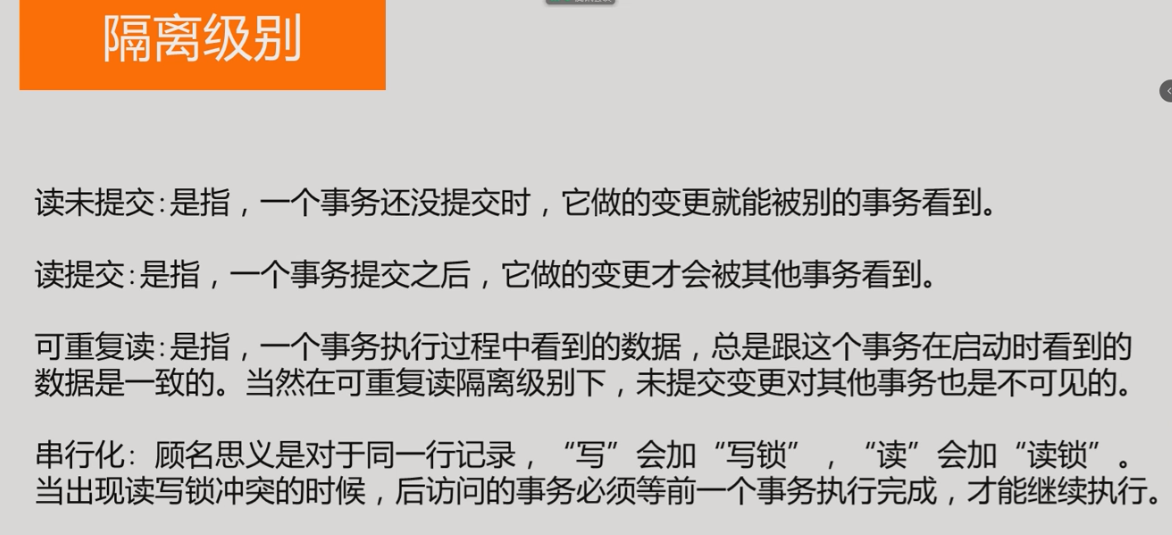 隔离级别
读未提交:是指，一个事务还没提交时，它做的变更就能被别的事务看到。
读提交:是指，一个事务提交之后，它做的变更才会被其他事务看到。
可重复读:是指，一个事务执行过程中看到的数据，总是跟这个事务在启动时看到的
数据是一致的。当然在可重复读隔离级别下，未提交变更对其他事务也是不可见的。
串行化：顾名思义是对于同一行记录，“写”会加“写锁”，“读”会加“读锁”。
当出现读写锁冲突的时候，后访问的事务必须等前一个事务执行完成，才能继续执行。